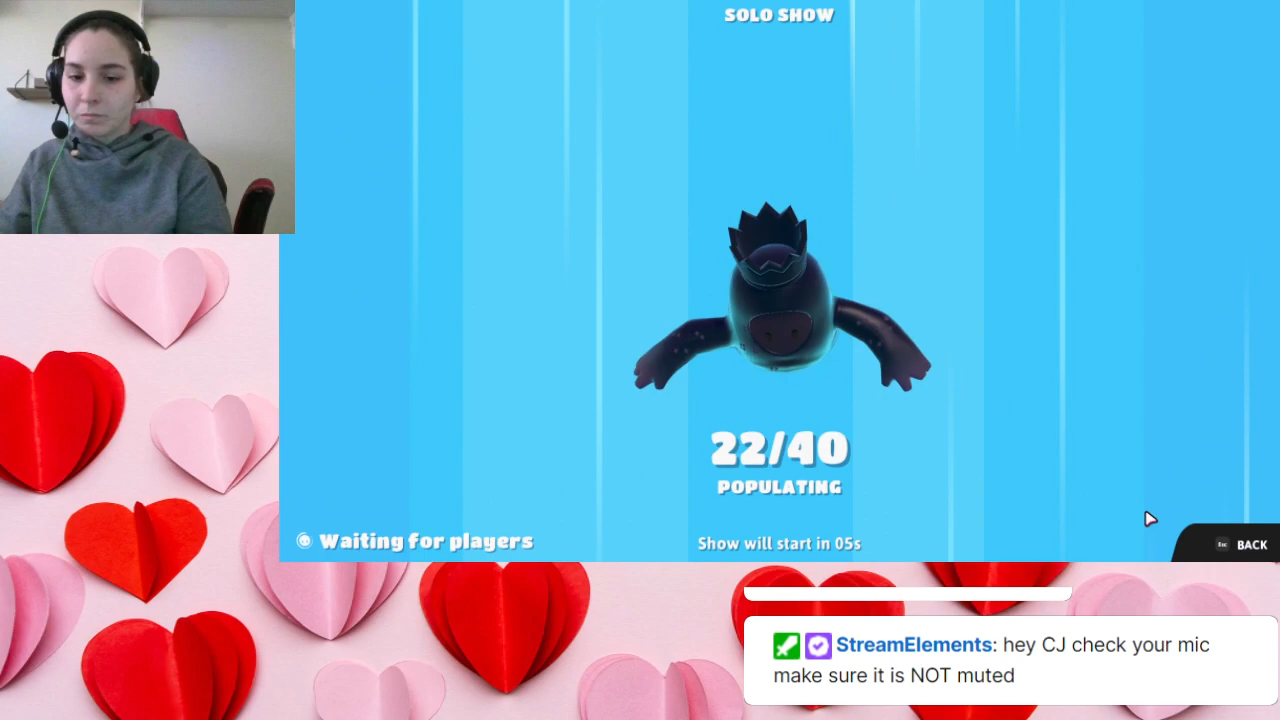 SOLO SHOW
22/40
POPULATING
Waiting for players
Show will start in 05s
Esc BACK
StreamElements: hey CJ check your mic
make sure it is NOT muted